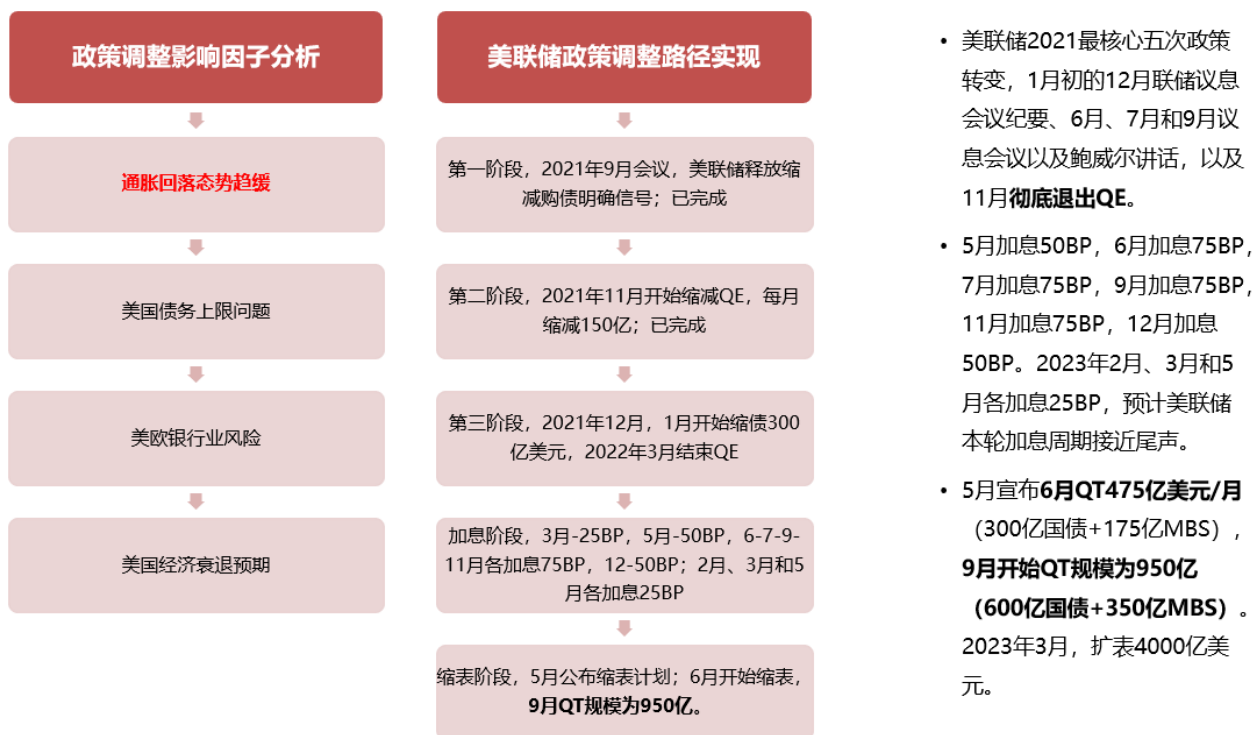 政策调整影响因子分析
通胀回落态势趋缓
美国债务上限问题
美欧银行业风险
美国经济衰退预期
美联储政策调整路径实现
第一阶段，2021年9月会议，美联储释放缩
减购债明确信号；已完成
第二阶段，2021年11月开始缩减QE，每月
缩减150亿；已完成
第三阶段，2021年12月，1月开始缩债300
亿美元，2022年3月结束QE
加息阶段，3月-25BP，5月-50BP，6-7-9-
11月各加息75BP，12-50BP；2月、3月和5
月各加息25BP
缩表阶段，5月公布缩表计划；6月开始缩表，
9月QT规模为950亿。
• 美联储2021最核心五次政策
转变，1月初的12月联储议息
会议纪要、6月、7月和9月议
息会议以及鲍威尔讲话，以及
11月彻底退出QE。
• 5月加息50BP，6月加息75BP，
7月加息75BP，9月加息75BP，
11月加息75BP，12月加息
50BP。2023年2月、3月和5
月各加息25BP，预计美联储
本轮加息周期接近尾声。
• 5月宣布6月QT475亿美元/月
（300亿国债+175亿MBS），
9月开始QT规模为950亿
（600亿国债+350亿MBS）。
2023年3月，扩表4000亿美
元。